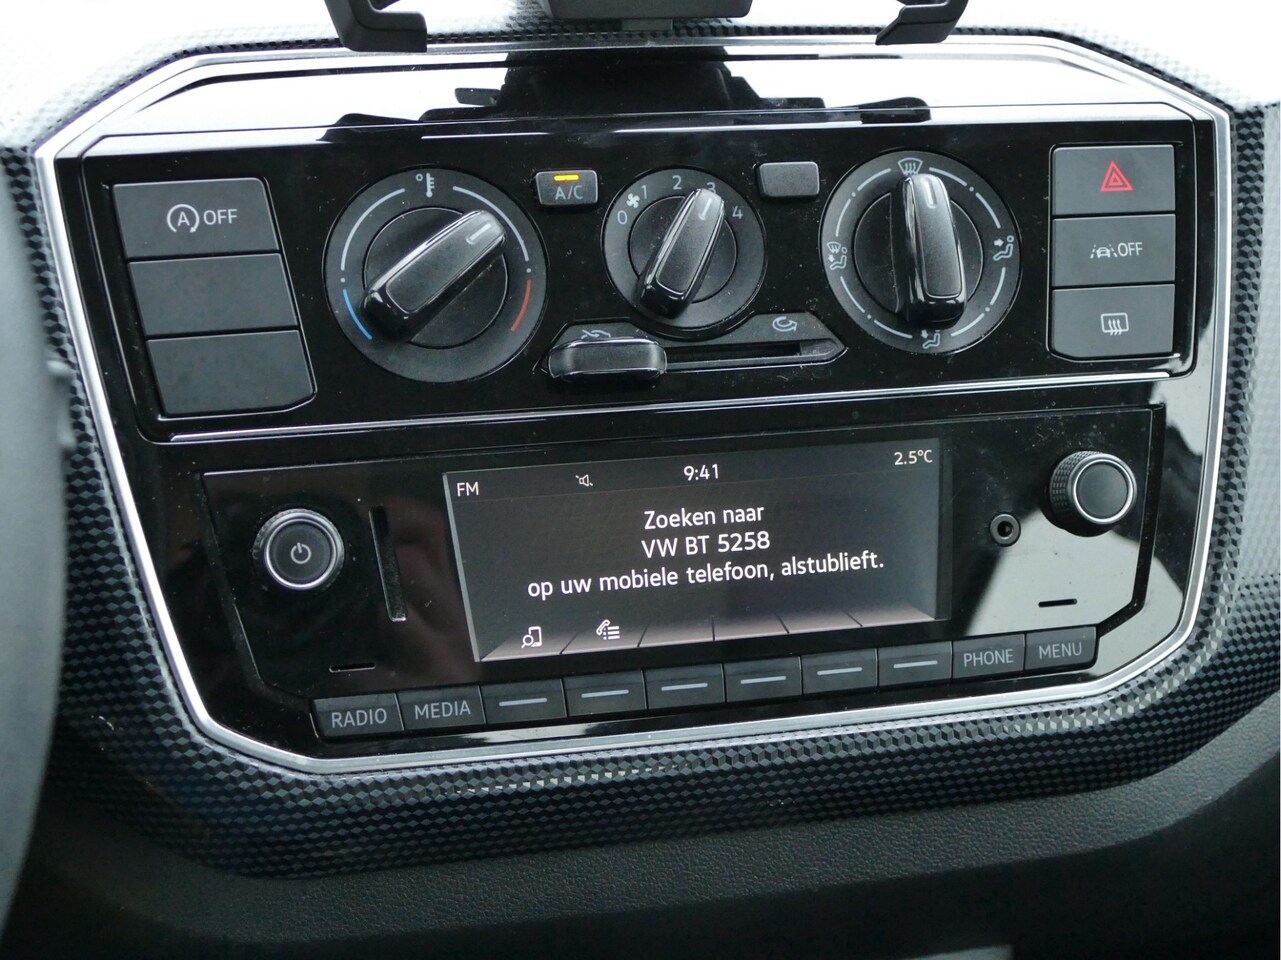 A OFF
A/C
0 1 2 3 4
OFF
FM 9:41 2.5°C
Zoeken naar
VW BT 5258
op uw mobiele telefoon, alstublieft.
RADIO MEDIA PHONE MENU